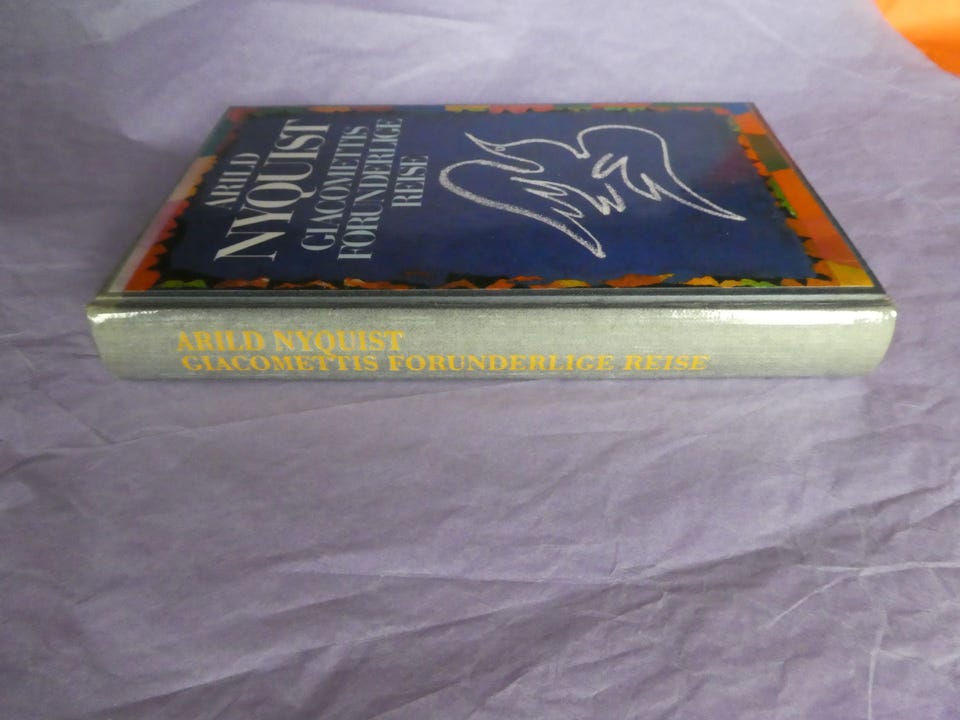 ARILD
NYQUIST
GIACOMETTIS
FORUNDERLIGE
REISE
ARILD NYQUIST
GIACOMETTIS FORUNDERLIGE REISE